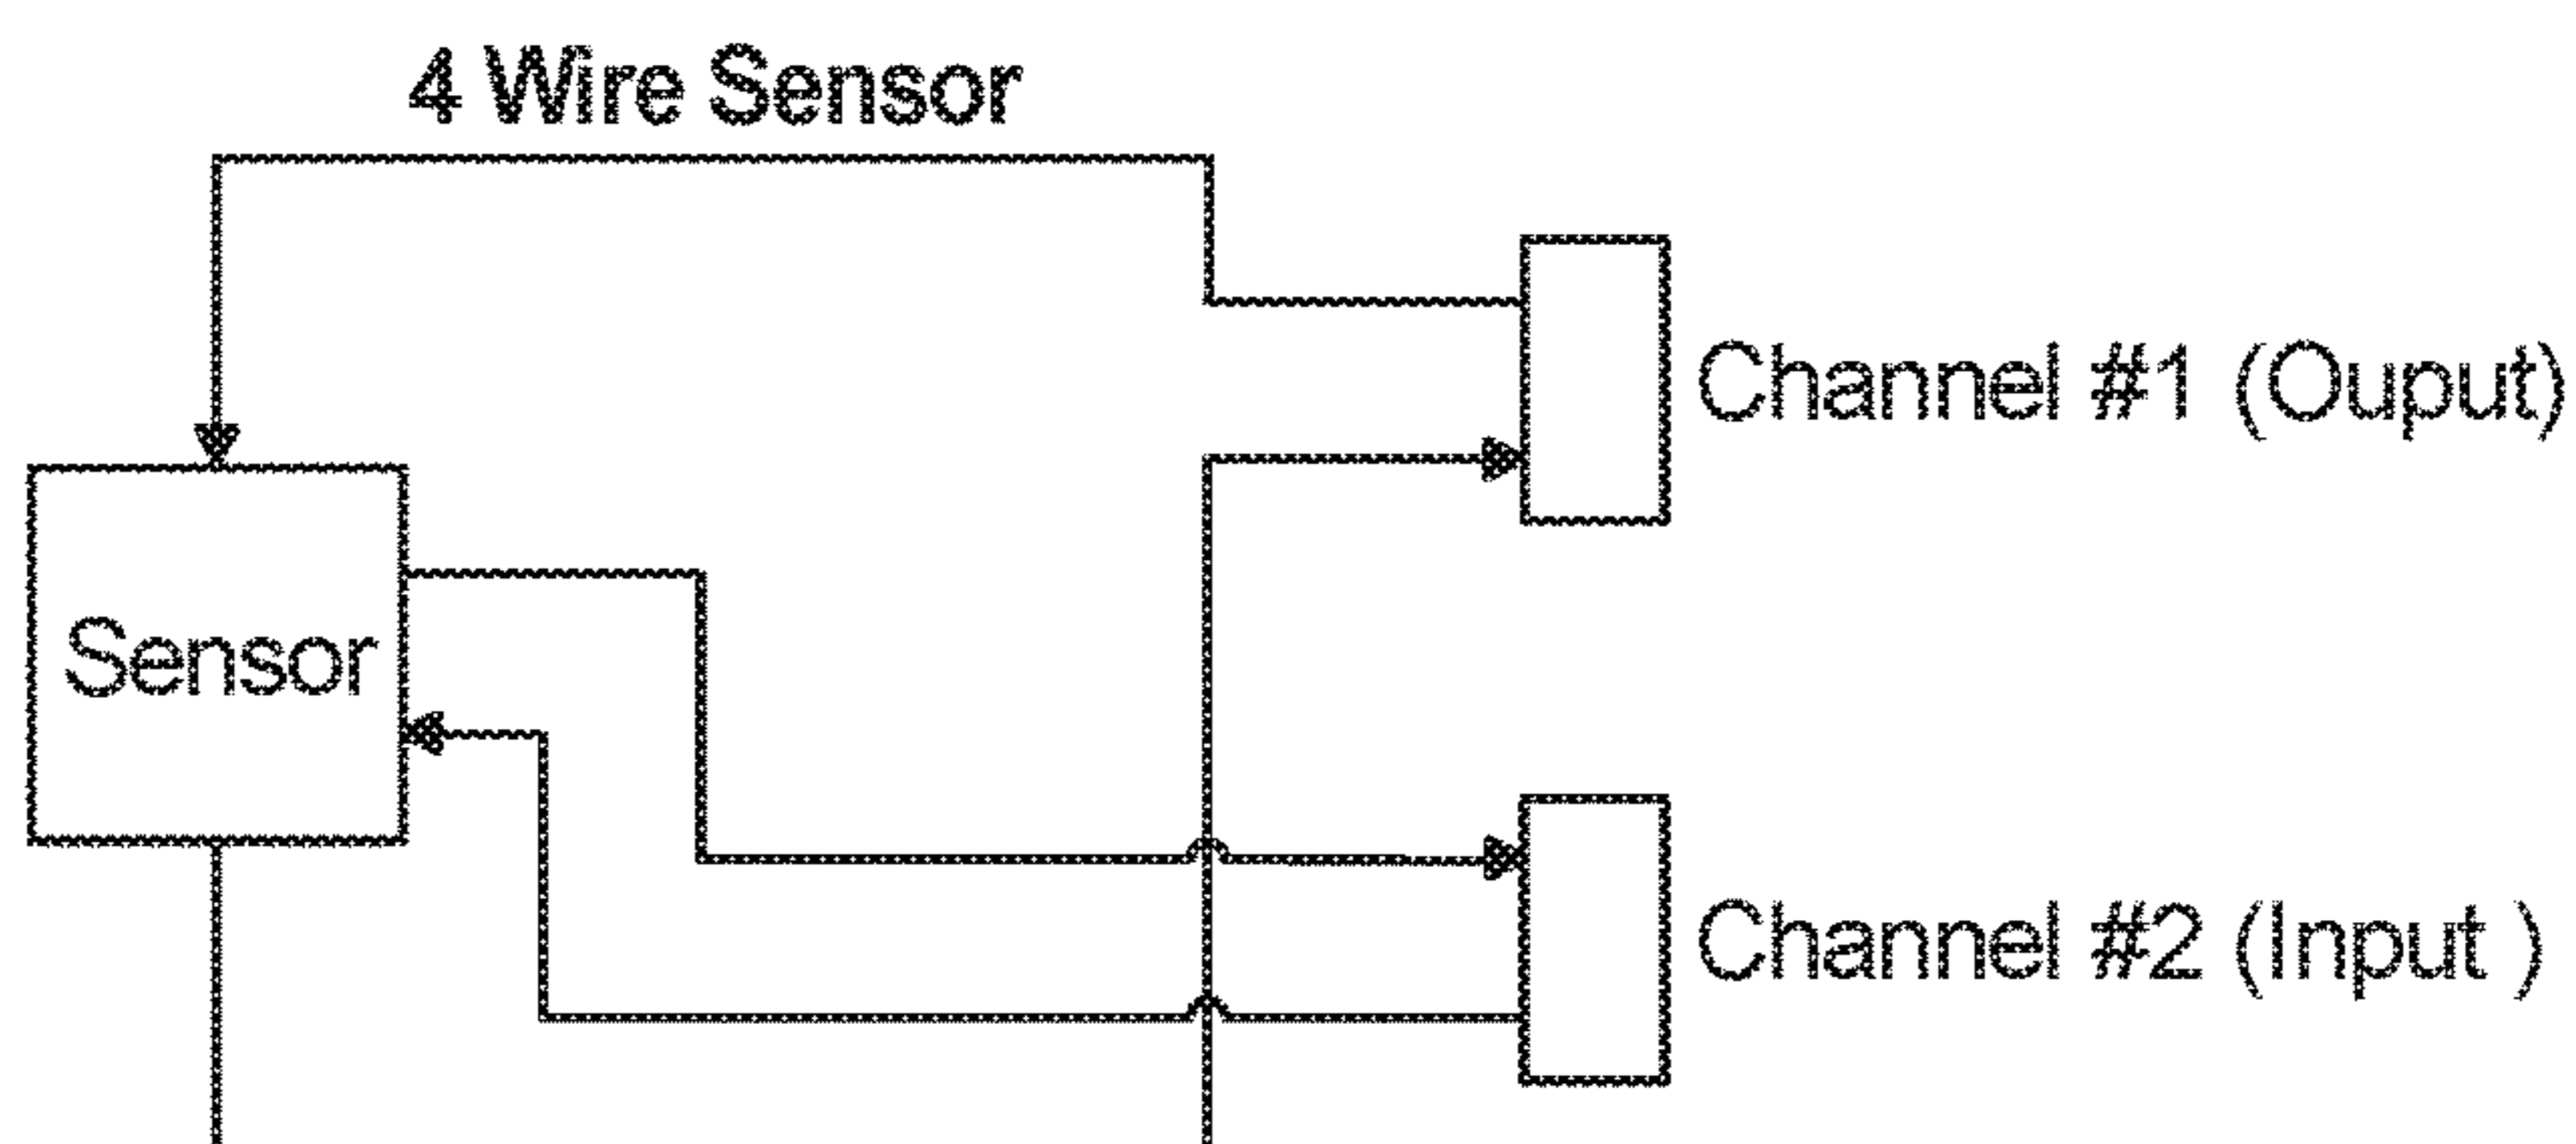 4 Wire Sensor
Channel #1 (Ouput)
Sensor
Channel #2 (Input )